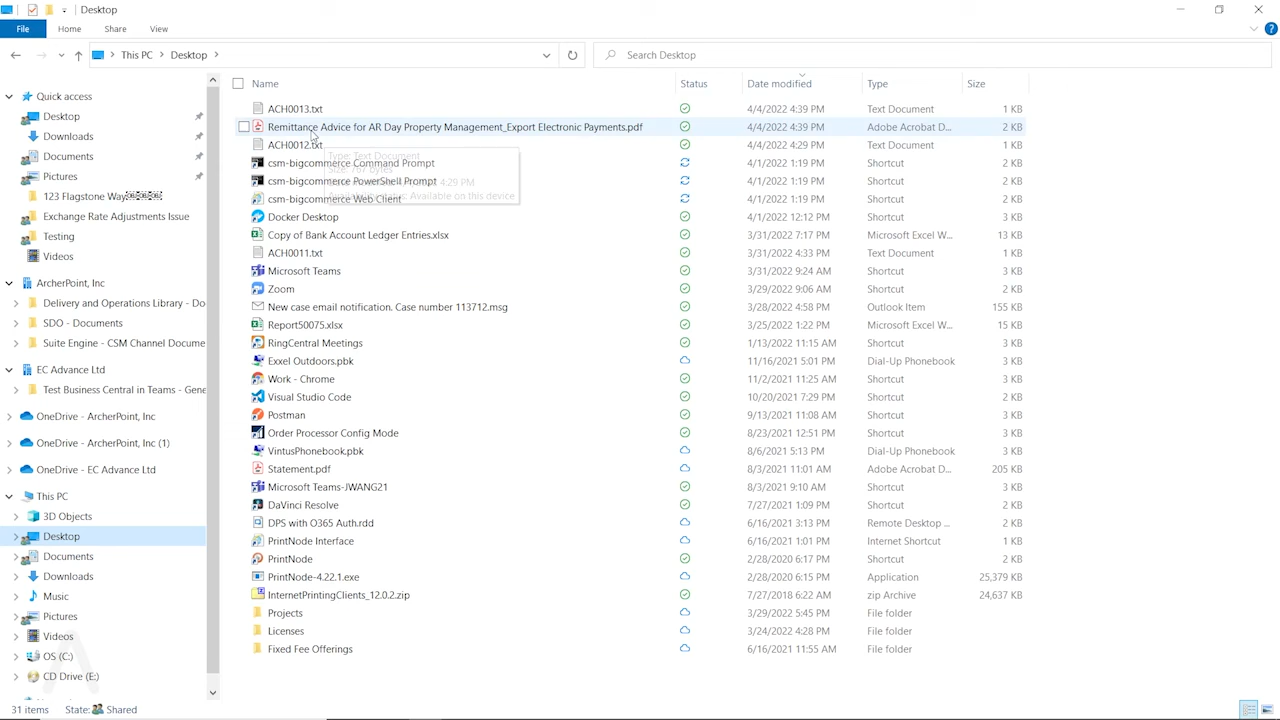 Desktop
File Home Share View
This PC Desktop
Search Desktop
Name Status Date modified Type Size
Quick access
Desktop
Downloads
Documents
Pictures
123 Flagstone Way
Exchange Rate Adjustments Issue
Testing
Videos
ArcherPoint, Inc
Delivery and Operations Library - Do
SDO - Documents
Suite Engine - CSM Channel Docume
EC Advance Ltd
Test Business Central in Teams - Gene
OneDrive - ArcherPoint, Inc
OneDrive - ArcherPoint, Inc (1)
OneDrive - EC Advance Ltd
This PC
3D Objects
Desktop
Documents
Downloads
Music
Pictures
Videos
OS (C:)
CD Drive (E:)
ACH0013.txt 4/4/2022 4:39 PM Text Document 1 KB
Remittance Advice for AR Day Property Management_Export Electronic Payments.pdf 4/4/2022 4:39 PM Adobe Acrobat D... 2 KB
ACH0012.txt 4/4/2022 4:29 PM Text Document 1 KB
Type: Text Document
csm-bigcommerce Command Prompt 4/1/2022 1:19 PM Shortcut 3 KB
Size: 767 bytes
csm-bigcommerce PowerShell Prompt 4/1/2022 1:19 PM Shortcut 3 KB
4:29 PM
csm-bigcommerce Web Client 4/1/2022 1:19 PM Shortcut 3 KB
Availability status: Available on this device
Docker Desktop 4/1/2022 12:12 PM Shortcut 3 KB
Copy of Bank Account Ledger Entries.xlsx 3/31/2022 7:17 PM Microsoft Excel W... 13 KB
ACH0011.txt 3/31/2022 4:33 PM Text Document 1 KB
Microsoft Teams 3/31/2022 9:24 AM Shortcut 3 KB
Zoom 3/29/2022 9:06 AM Shortcut 2 KB
New case email notification. Case number 113712.msg 3/28/2022 4:58 PM Outlook Item 155 KB
Report50075.xlsx 3/25/2022 1:22 PM Microsoft Excel W... 15 KB
RingCentral Meetings 1/13/2022 11:15 AM Shortcut 3 KB
Exxel Outdoors.pbk 11/16/2021 5:01 PM Dial-Up Phonebook 3 KB
Work - Chrome 11/2/2021 11:25 AM Shortcut 3 KB
Visual Studio Code 10/20/2021 7:29 PM Shortcut 2 KB
Postman 9/13/2021 11:08 AM Shortcut 3 KB
Order Processor Config Mode 8/23/2021 12:51 PM Shortcut 3 KB
VintusPhonebook.pbk 8/6/2021 5:13 PM Dial-Up Phonebook 3 KB
Statement.pdf 8/3/2021 11:01 AM Adobe Acrobat D... 205 KB
Microsoft Teams-JWANG21 8/3/2021 9:10 AM Shortcut 3 KB
DaVinci Resolve 7/27/2021 1:09 PM Shortcut 3 KB
DPS with O365 Auth.rdd 6/16/2021 3:13 PM Remote Desktop ... 2 KB
PrintNode Interface 6/16/2021 1:01 PM Internet Shortcut 1 KB
PrintNode 2/28/2020 6:17 PM Shortcut 3 KB
PrintNode-4.22.1.exe 2/28/2020 6:15 PM Application 25,379 KB
InternetPrintingClients_12.0.2.zip 7/27/2018 6:22 AM zip Archive 24,637 KB
Projects 3/29/2022 5:45 PM File folder
Licenses 3/24/2022 4:28 PM File folder
Fixed Fee Offerings 6/16/2021 11:55 AM File folder
31 items State: Shared